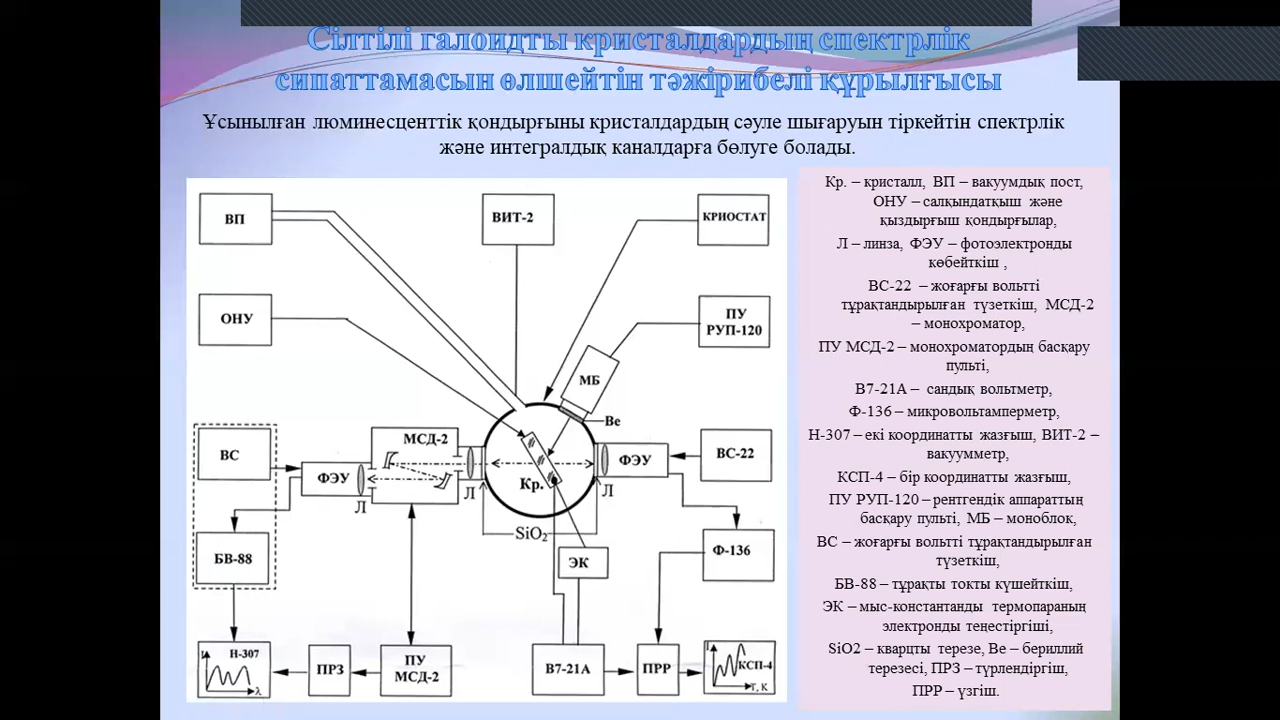 Сілтілі галоидты кристалдардың спектрлік
сипаттамасын өлшейтін тәжірибелі құрылғысы
Ұсынылған люминесценттік қондырғыны кристалдардың сәуле шығаруын тіркейтін спектрлік
және интегралдық каналдарға бөлуге болады.
ВП
ВИТ-2
КРИОСТАТ
ОНУ
ПУ
РУП-120
МБ
Be
ВС
МСД-2
ФЭУ
Л
Л
Кр.
Л
ФЭУ
ВС-22
SiO2
БВ-88
ЭК
Ф-136
I
Н-307
λ
ПРЗ
ПУ
МСД-2
В7-21А
ПРР
I
КСП-4
Т, К
Кр. – кристалл, ВП – вакуумдық пост,
ОНУ – салқындатқыш және
қыздырғыш қондырғылар,
Л – линза, ФЭУ – фотоэлектронды
көбейткіш ,
ВС-22 – жоғарғы вольтті
тұрақтандырылған түзеткіш, МСД-2
– монохроматор,
ПУ МСД-2 – монохроматордың басқару
пульті,
В7-21А – сандық вольтметр,
Ф-136 – микровольтамперметр,
Н-307 – екі координатты жазғыш, ВИТ-2 –
вакуумметр,
КСП-4 – бір координатты жазғыш,
ПУ РУП-120 – рентгендік аппараттың
басқару пульті, МБ – моноблок,
ВС – жоғарғы вольтті тұрақтандырылған
түзеткіш,
БВ-88 – тұрақты токты күшейткіш,
ЭК – мыс-константанды термопараның
электронды теңестіргіші,
SiO2 – кварцты терезе, Ве – бериллий
терезесі, ПРЗ – түрлендіргіш,
ПРР – үзгіш.